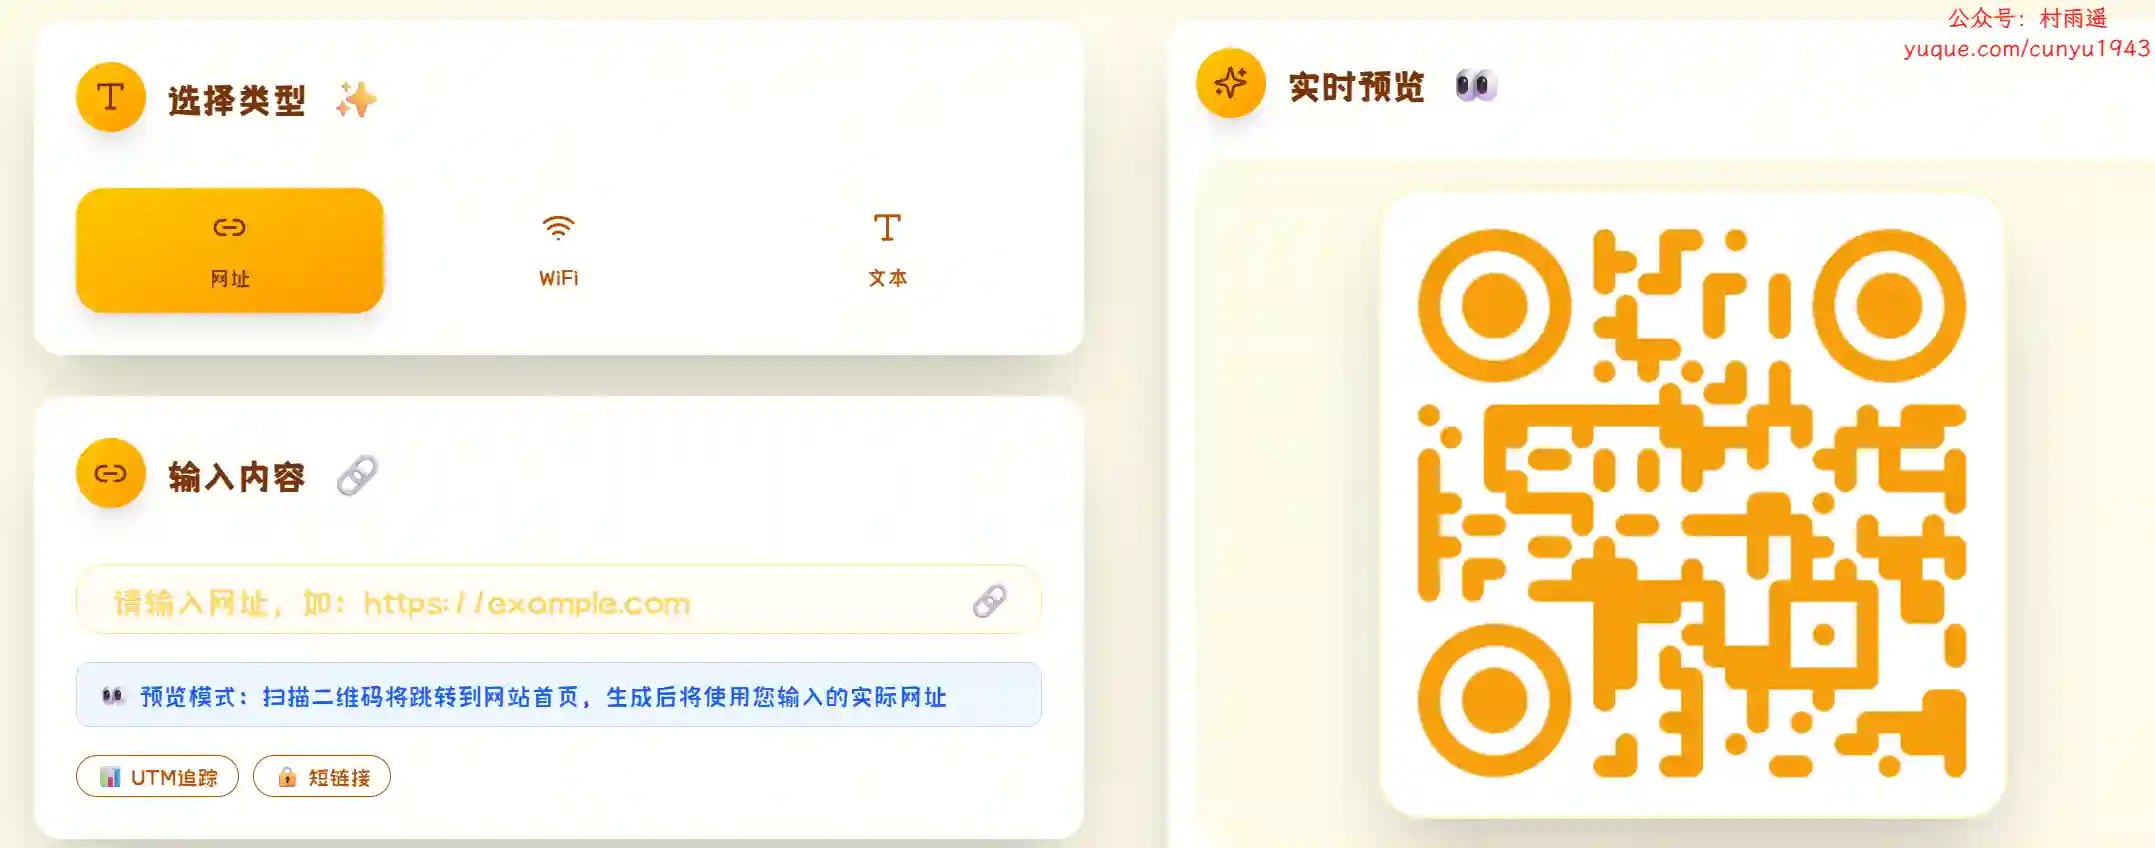 公众号：村雨遥
yuque.com/cunyu1943
选择类型
网址
WiFi
文本
输入内容
请输入网址，如：https://example.com
预览模式：扫描二维码将跳转到网站首页，生成后将使用您输入的实际网址
UTM追踪
短链接
实时预览